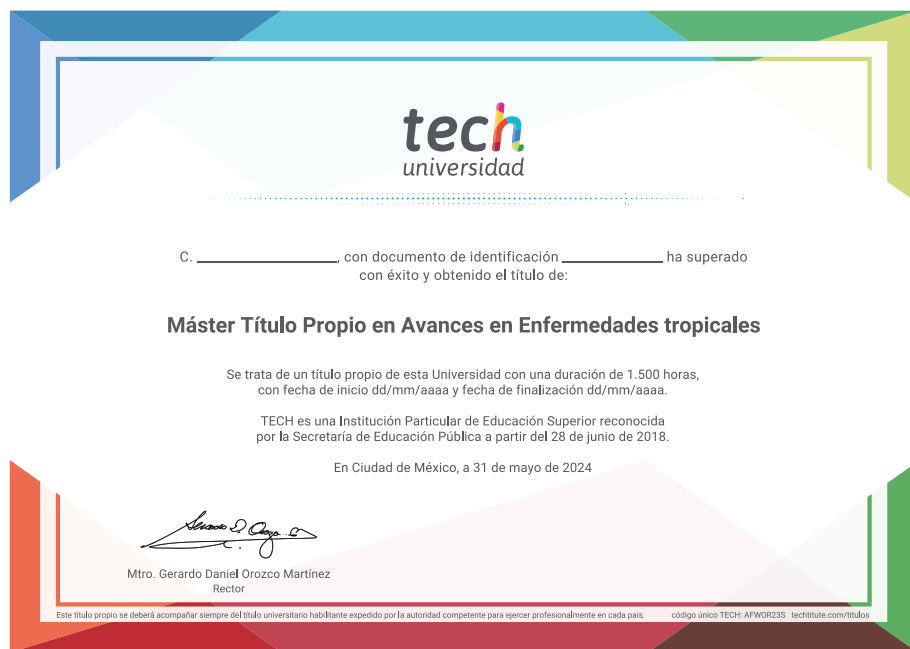 tech
universidad
C. ____________, con documento de identificación ____________ ha superado
con éxito y obtenido el título de:
Máster Título Propio en Avances en Enfermedades tropicales
Se trata de un título propio de esta Universidad con una duración de 1.500 horas,
con fecha de inicio dd/mm/aaaa y fecha de finalización dd/mm/aaaa.
TECH es una Institución Particular de Educación Superior reconocida
por la Secretaría de Educación Pública a partir del 28 de junio de 2018.
En Ciudad de México, a 31 de mayo de 2024
Mtro. Gerardo Daniel Orozco Martínez
Rector
Este título propio se deberá acompañar siempre del título universitario habilitante expedido por la autoridad competente para ejercer profesionalmente en cada país. código único TECH: AFWOR23S techtitute.com/titulos